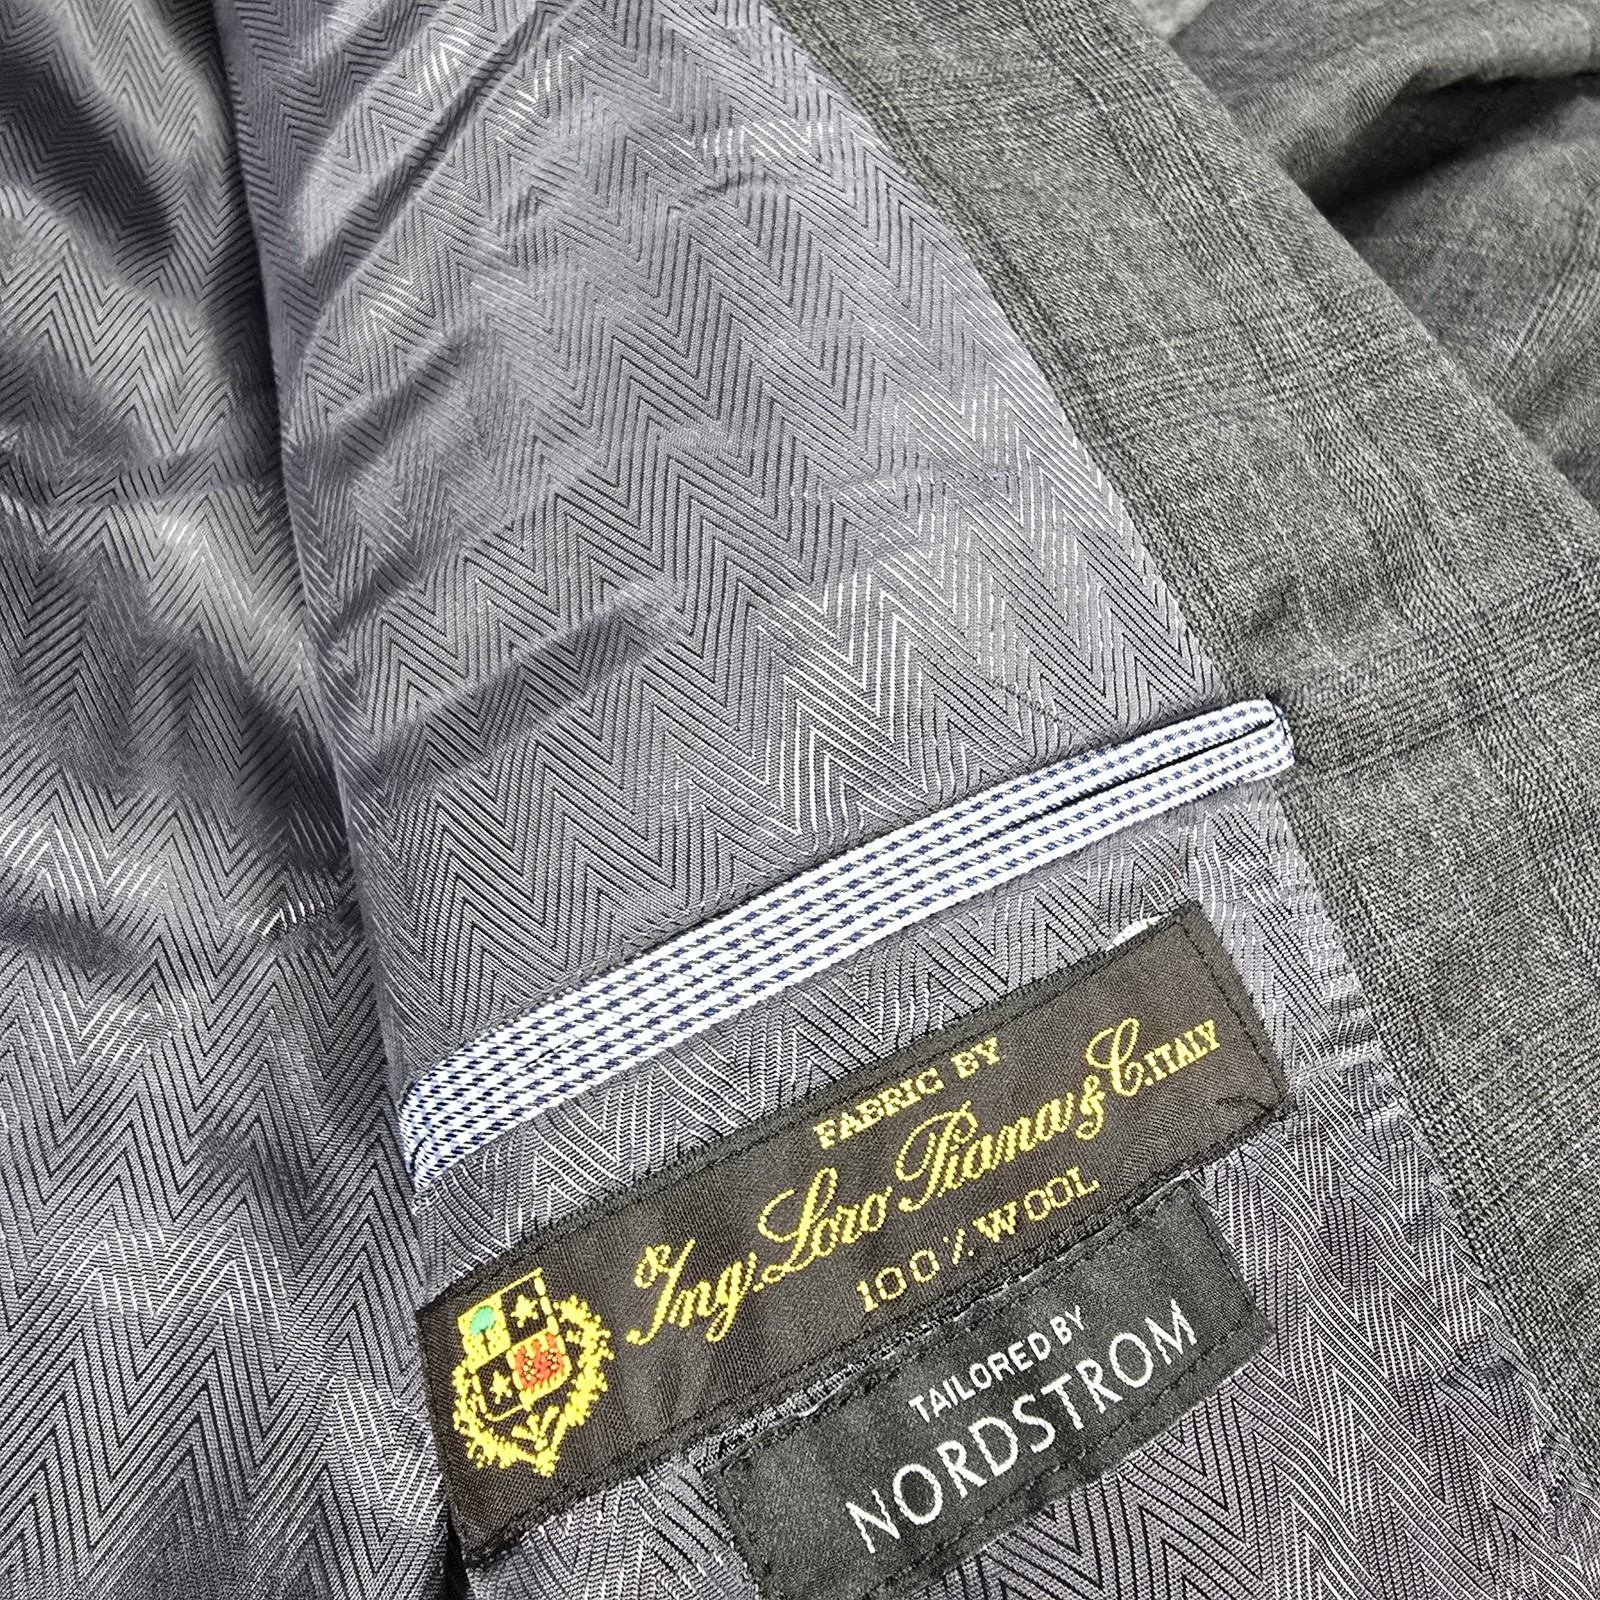 FABRIC BY
Ing. Loro Piana & C. ITALY
100% WOOL
TAILORED BY
NORDSTROM